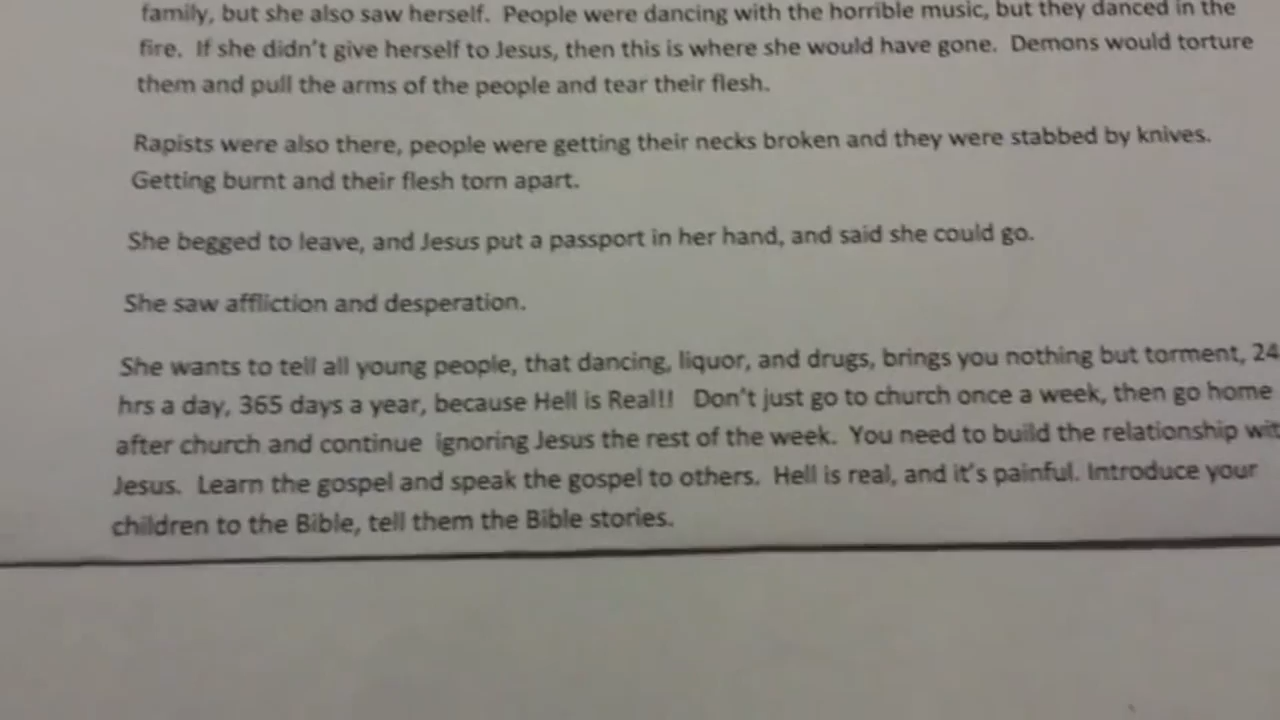 family, but she also saw herself.  People were dancing with the horrible music, but they danced in the
fire.  If she didn't give herself to Jesus, then this is where she would have gone.  Demons would torture
them and pull the arms of the people and tear their flesh.
Rapists were also there, people were getting their necks broken and they were stabbed by knives.
Getting burnt and their flesh torn apart.
She begged to leave, and Jesus put a passport in her hand, and said she could go.
She saw affliction and desperation.
She wants to tell all young people, that dancing, liquor, and drugs, brings you nothing but torment, 24
hrs a day, 365 days a year, because Hell is Real!!  Don't just go to church once a week, then go home
after church and continue  ignoring Jesus the rest of the week.  You need to build the relationship wit
Jesus.  Learn the gospel and speak the gospel to others.  Hell is real, and it's painful. Introduce your
children to the Bible, tell them the Bible stories.